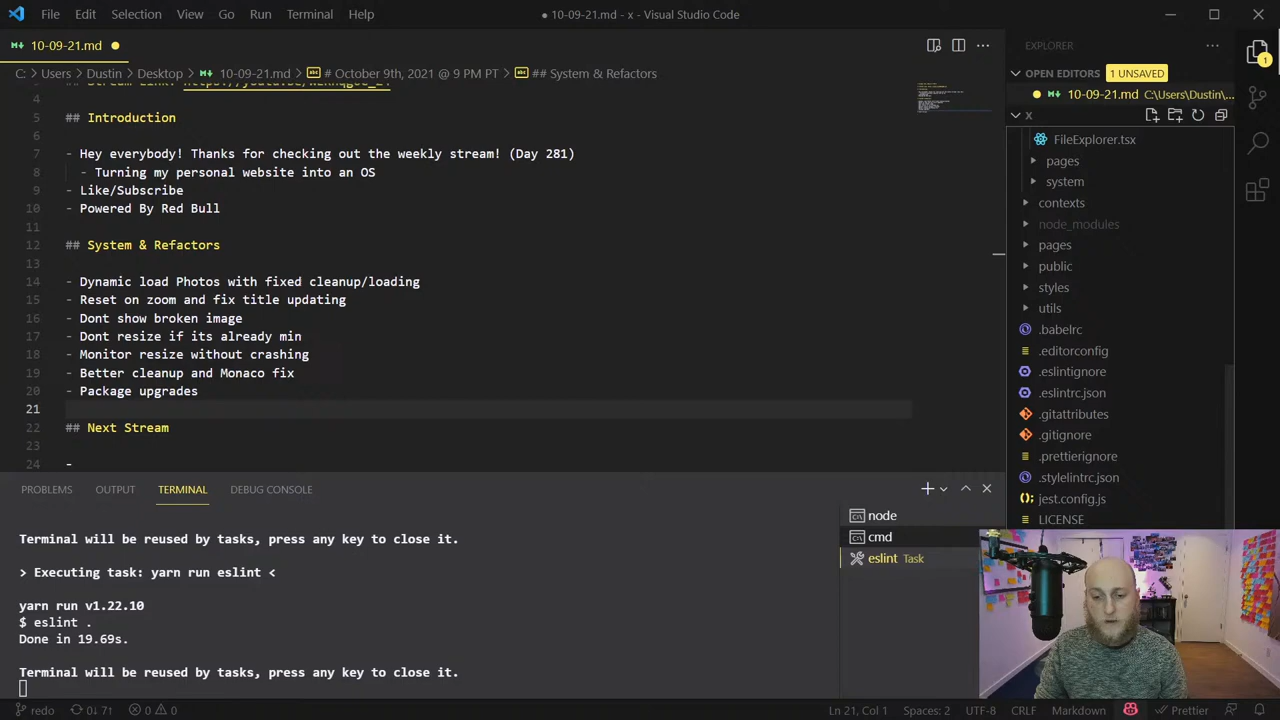 File Edit Selection View Go Run Terminal Help
● 10-09-21.md - x - Visual Studio Code
10-09-21.md
C: > Users > Dustin > Desktop > 10-09-21.md > # October 9th, 2021 @ 9 PM PT > ## System & Refactors
4
5 ## Introduction
6
7 - Hey everybody! Thanks for checking out the weekly stream! (Day 281)
8 - Turning my personal website into an OS
9 - Like/Subscribe
10 - Powered By Red Bull
11
12 ## System & Refactors
13
14 - Dynamic load Photos with fixed cleanup/loading
15 - Reset on zoom and fix title updating
16 - Dont show broken image
17 - Dont resize if its already min
18 - Monitor resize without crashing
19 - Better cleanup and Monaco fix
20 - Package upgrades
21
22 ## Next Stream
23
24 -
PROBLEMS OUTPUT TERMINAL DEBUG CONSOLE
Terminal will be reused by tasks, press any key to close it.
> Executing task: yarn run eslint <
yarn run v1.22.10
$ eslint .
Done in 19.69s.
Terminal will be reused by tasks, press any key to close it.
node
cmd
eslint Task
EXPLORER
OPEN EDITORS 1 UNSAVED
10-09-21.md C:\Users\Dustin\...
X
FileExplorer.tsx
pages
system
contexts
node_modules
pages
public
styles
utils
.babelrc
.editorconfig
.eslintignore
.eslintrc.json
.gitattributes
.gitignore
.prettierignore
.stylelintrc.json
jest.config.js
LICENSE
1
redo 0↓ 7↑ 0 0 Ln 21, Col 1 Spaces: 2 UTF-8 CRLF Markdown Prettier